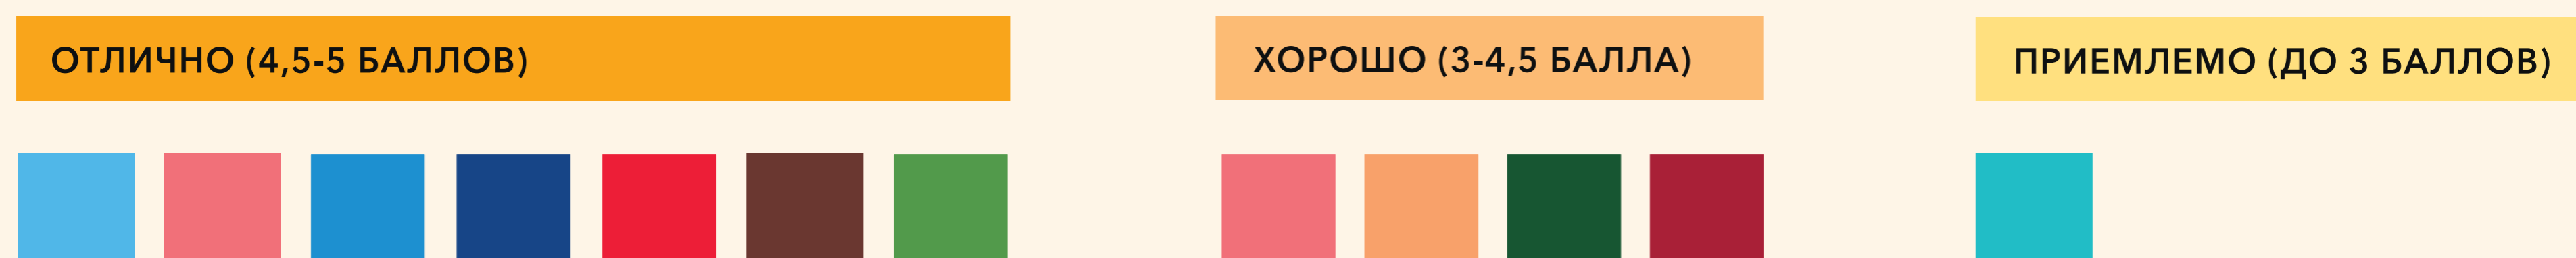 ОТЛИЧНО (4,5-5 БАЛЛОВ)
ХОРОШО (3-4,5 БАЛЛА)
ПРИЕМЛЕМО (ДО 3 БАЛЛОВ)